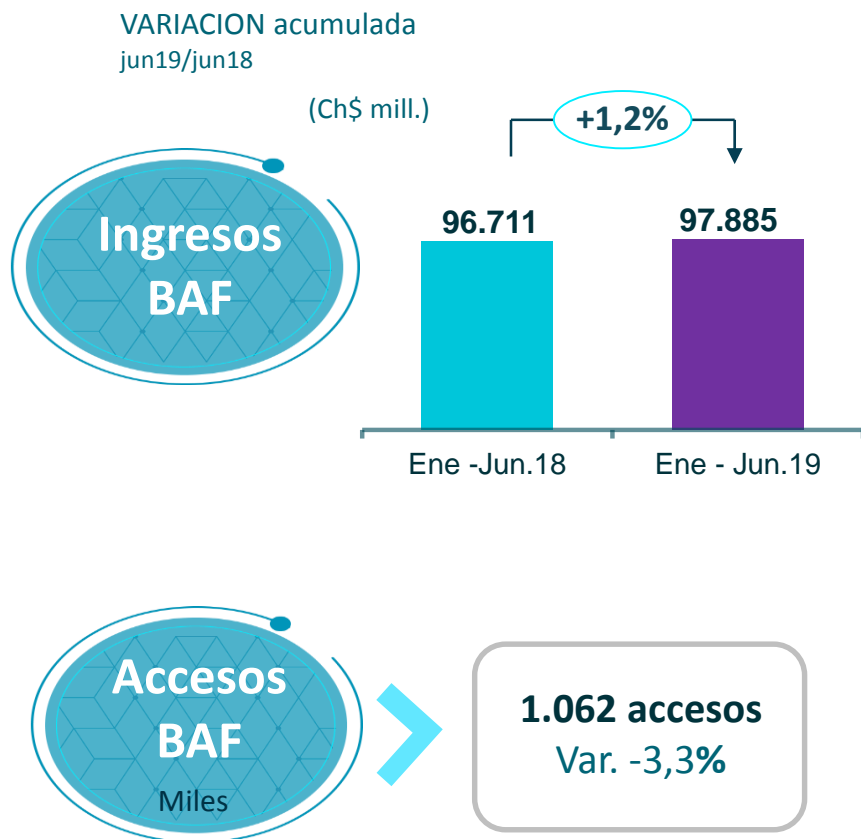 VARIACION acumulada
jun19/jun18
(Ch$ mill.)
+1,2%
Ingresos
BAF
96.711
97.885
Ene -Jun.18
Ene - Jun.19
Accesos
BAF
Miles
1.062 accesos
Var. -3,3%